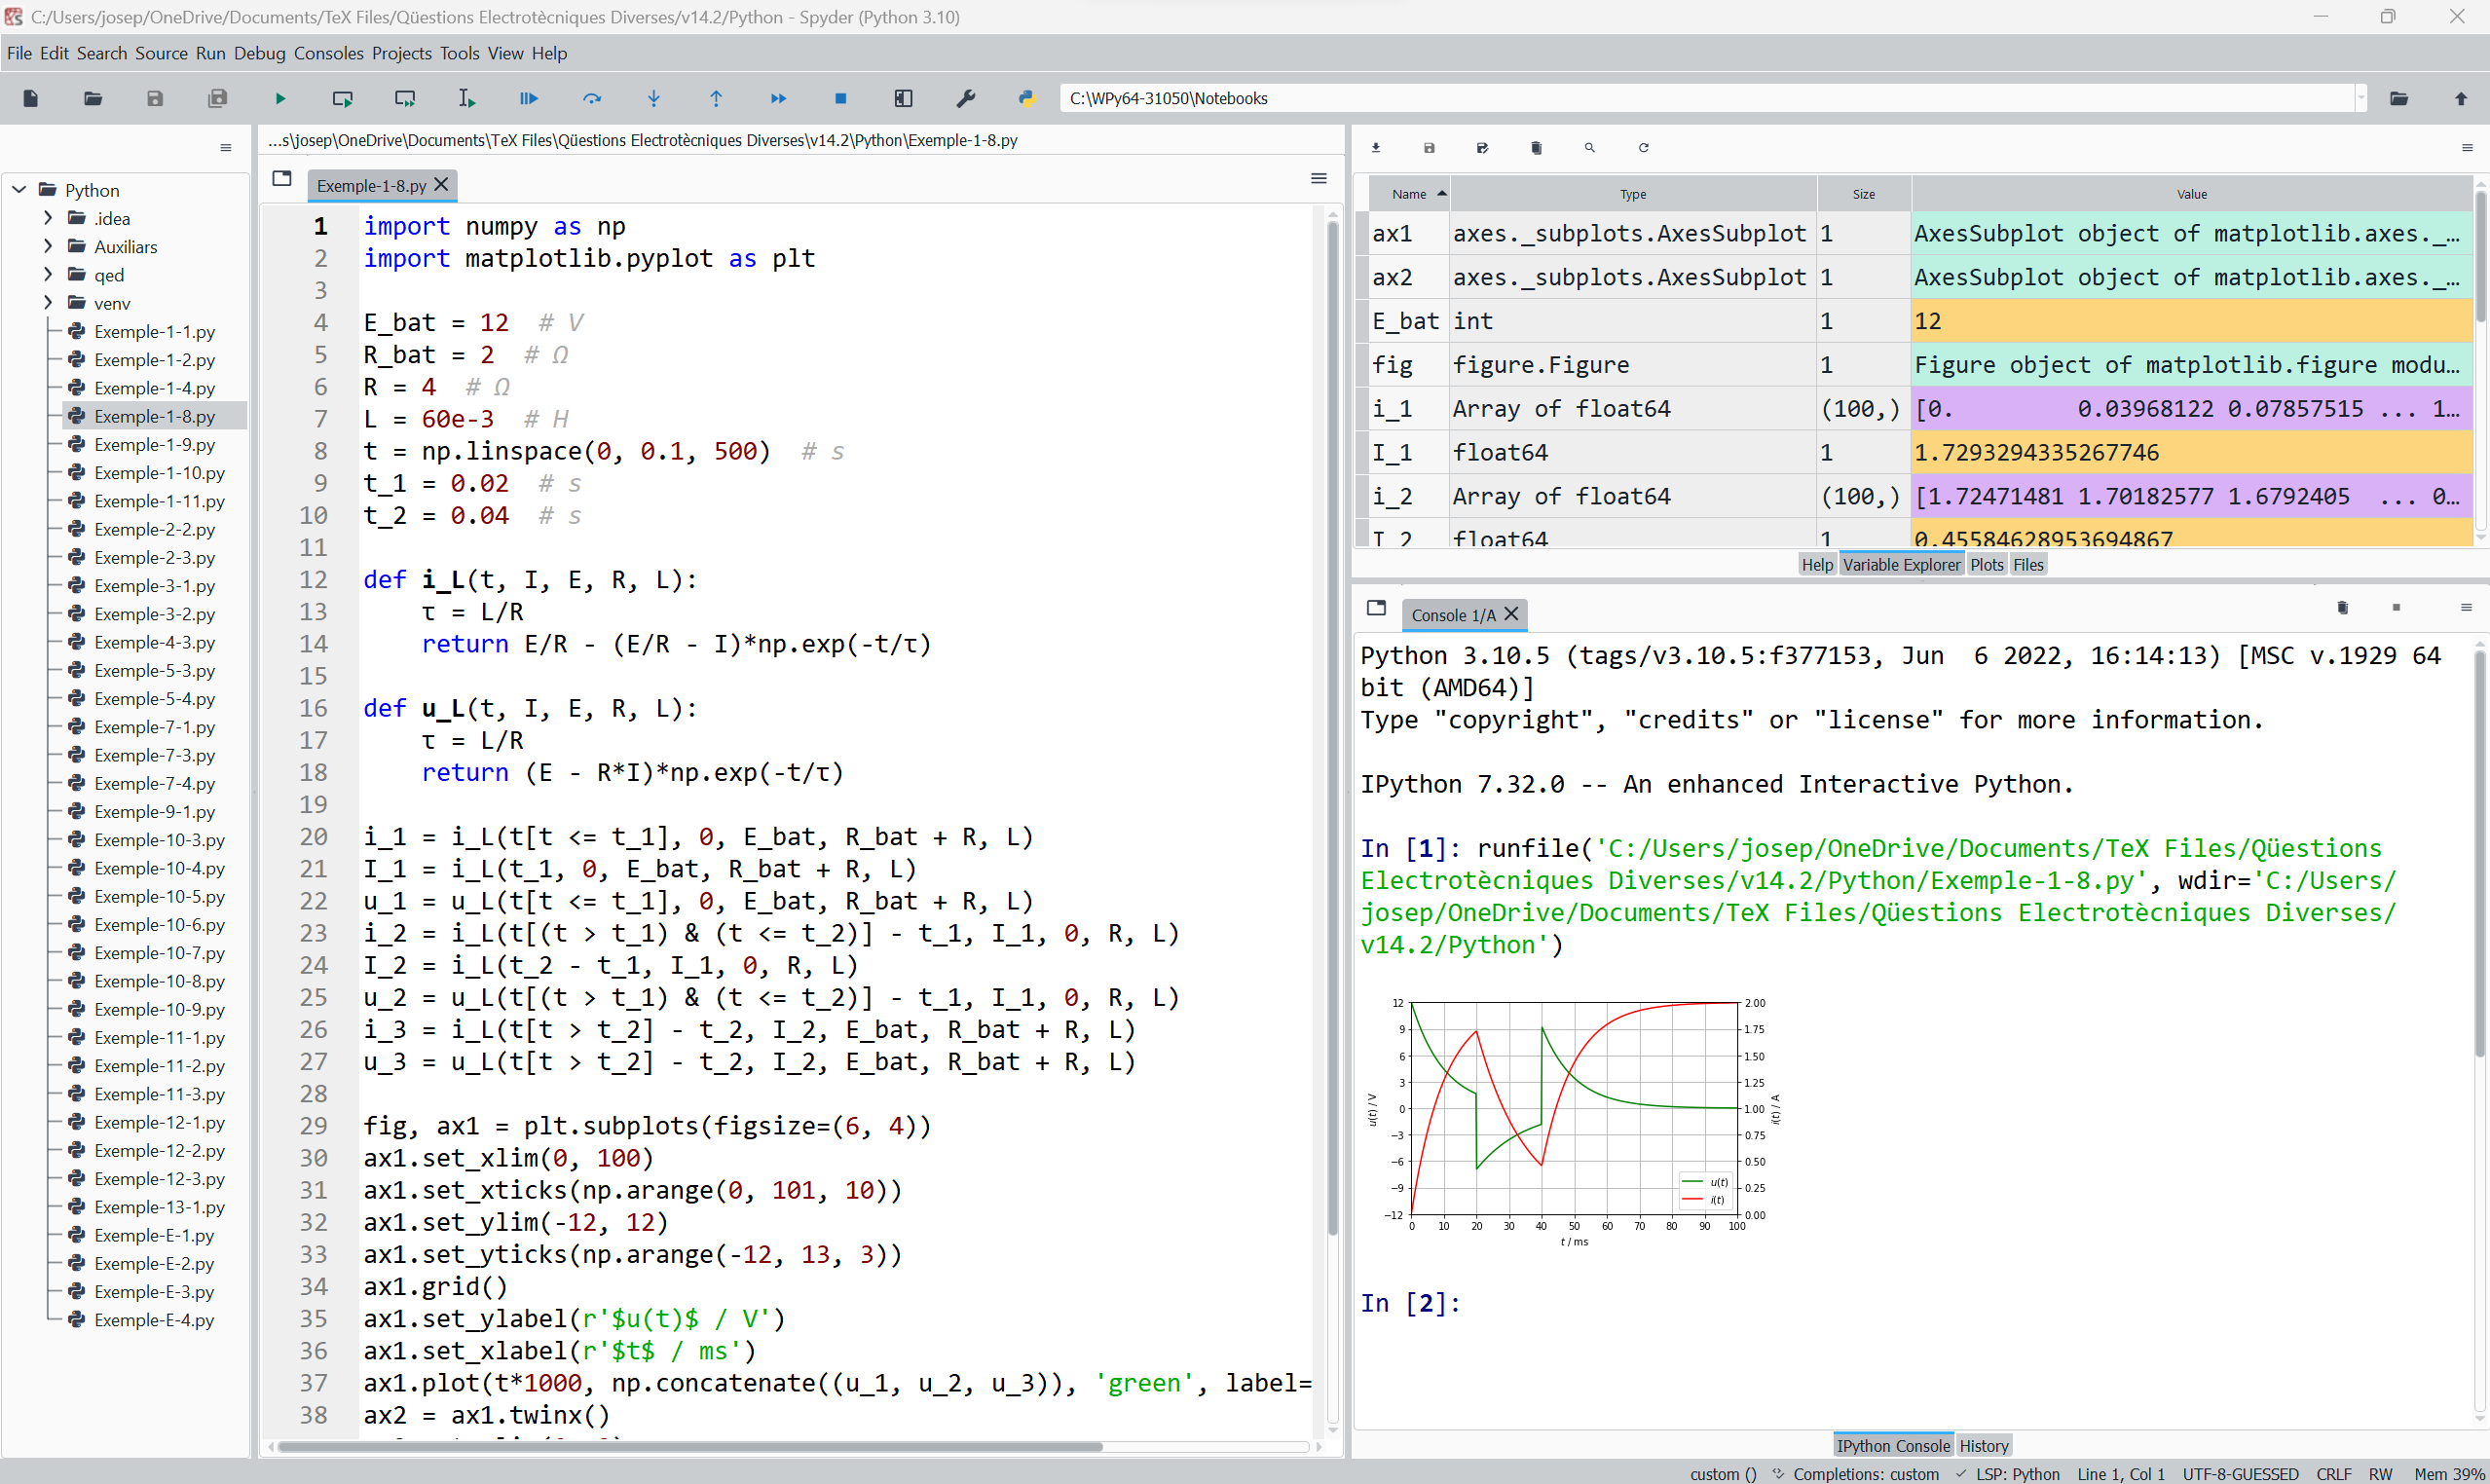 C:/Users/josep/OneDrive/Documents/TeX Files/Qüestions Electrotècniques Diverses/v14.2/Python - Spyder (Python 3.10)
File Edit Search Source Run Debug Consoles Projects Tools View Help
C:\WPy64-31050\Notebooks
Python
.idea
Auxiliars
qed
venv
Exemple-1-1.py
Exemple-1-2.py
Exemple-1-4.py
Exemple-1-8.py
Exemple-1-9.py
Exemple-1-10.py
Exemple-1-11.py
Exemple-2-2.py
Exemple-2-3.py
Exemple-3-1.py
Exemple-3-2.py
Exemple-4-3.py
Exemple-5-3.py
Exemple-5-4.py
Exemple-7-1.py
Exemple-7-3.py
Exemple-7-4.py
Exemple-9-1.py
Exemple-10-3.py
Exemple-10-4.py
Exemple-10-5.py
Exemple-10-6.py
Exemple-10-7.py
Exemple-10-8.py
Exemple-10-9.py
Exemple-11-1.py
Exemple-11-2.py
Exemple-11-3.py
Exemple-12-1.py
Exemple-12-2.py
Exemple-12-3.py
Exemple-13-1.py
Exemple-E-1.py
Exemple-E-2.py
Exemple-E-3.py
Exemple-E-4.py
...s\josep\OneDrive\Documents\TeX Files\Qüestions Electrotècniques Diverses\v14.2\Python\Exemple-1-8.py
Exemple-1-8.py
1 import numpy as np
2 import matplotlib.pyplot as plt
3
4 E_bat = 12  # V
5 R_bat = 2  # Ω
6 R = 4  # Ω
7 L = 60e-3  # H
8 t = np.linspace(0, 0.1, 500)  # s
9 t_1 = 0.02  # s
10 t_2 = 0.04  # s
11
12 def i_L(t, I, E, R, L):
13     τ = L/R
14     return E/R - (E/R - I)*np.exp(-t/τ)
15
16 def u_L(t, I, E, R, L):
17     τ = L/R
18     return (E - R*I)*np.exp(-t/τ)
19
20 i_1 = i_L(t[t <= t_1], 0, E_bat, R_bat + R, L)
21 I_1 = i_L(t_1, 0, E_bat, R_bat + R, L)
22 u_1 = u_L(t[t <= t_1], 0, E_bat, R_bat + R, L)
23 i_2 = i_L(t[(t > t_1) & (t <= t_2)] - t_1, I_1, 0, R, L)
24 I_2 = i_L(t_2 - t_1, I_1, 0, R, L)
25 u_2 = u_L(t[(t > t_1) & (t <= t_2)] - t_1, I_1, 0, R, L)
26 i_3 = i_L(t[t > t_2] - t_2, I_2, E_bat, R_bat + R, L)
27 u_3 = u_L(t[t > t_2] - t_2, I_2, E_bat, R_bat + R, L)
28
29 fig, ax1 = plt.subplots(figsize=(6, 4))
30 ax1.set_xlim(0, 100)
31 ax1.set_xticks(np.arange(0, 101, 10))
32 ax1.set_ylim(-12, 12)
33 ax1.set_yticks(np.arange(-12, 13, 3))
34 ax1.grid()
35 ax1.set_ylabel(r'$u(t)$ / V')
36 ax1.set_xlabel(r'$t$ / ms')
37 ax1.plot(t*1000, np.concatenate((u_1, u_2, u_3)), 'green', label=
38 ax2 = ax1.twinx()
Name Type Size Value
ax1 axes._subplots.AxesSubplot 1 AxesSubplot object of matplotlib.axes._…
ax2 axes._subplots.AxesSubplot 1 AxesSubplot object of matplotlib.axes._…
E_bat int 1 12
fig figure.Figure 1 Figure object of matplotlib.figure modu…
i_1 Array of float64 (100,) [0. 0.03968122 0.07857515 ... 1…
I_1 float64 1 1.7293294335267746
i_2 Array of float64 (100,) [1.72471481 1.70182577 1.6792405 ... 0…
I_2 float64 1 0.45584628953694867
Help Variable Explorer Plots Files
Console 1/A
Python 3.10.5 (tags/v3.10.5:f377153, Jun  6 2022, 16:14:13) [MSC v.1929 64
bit (AMD64)]
Type "copyright", "credits" or "license" for more information.
IPython 7.32.0 -- An enhanced Interactive Python.
In [1]: runfile('C:/Users/josep/OneDrive/Documents/TeX Files/Qüestions
Electrotècniques Diverses/v14.2/Python/Exemple-1-8.py', wdir='C:/Users/
josep/OneDrive/Documents/TeX Files/Qüestions Electrotècniques Diverses/
v14.2/Python')
12 2.00
9 1.75
6 1.50
3 1.25
0 1.00
−3 0.75
−6 0.50
−9 0.25
−12 0.00
u(t) / V
i(t) / A
u(t)
i(t)
0 10 20 30 40 50 60 70 80 90 100
t / ms
In [2]:
IPython Console History
custom () Completions: custom LSP: Python Line 1, Col 1 UTF-8-GUESSED CRLF RW Mem 39%